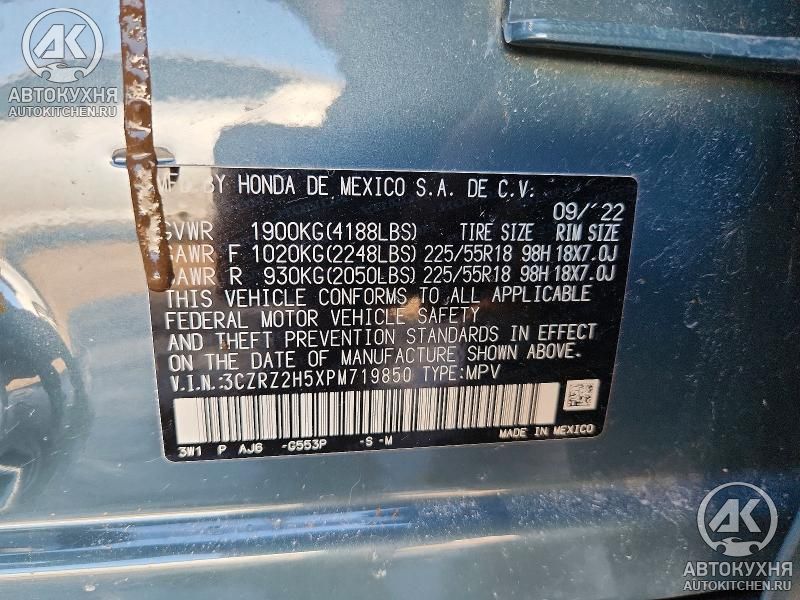 АК
АВТОКУХНЯ
AUTOKITCHEN.RU
MFD. BY HONDA DE MEXICO S.A. DE C.V.
09/'22
GVWR 1900KG(4188LBS) TIRE SIZE RIM SIZE
GAWR F 1020KG(2248LBS) 225/55R18 98H 18X7.0J
GAWR R 930KG(2050LBS) 225/55R18 98H 18X7.0J
THIS VEHICLE CONFORMS TO ALL APPLICABLE
FEDERAL MOTOR VEHICLE SAFETY
AND THEFT PREVENTION STANDARDS IN EFFECT
ON THE DATE OF MANUFACTURE SHOWN ABOVE.
V.I.N.:3CZRZ2H5XPM719850 TYPE:MPV
3W1 P AJ6 -G553P -S -M MADE IN MEXICO
АК
АВТОКУХНЯ
AUTOKITCHEN.RU